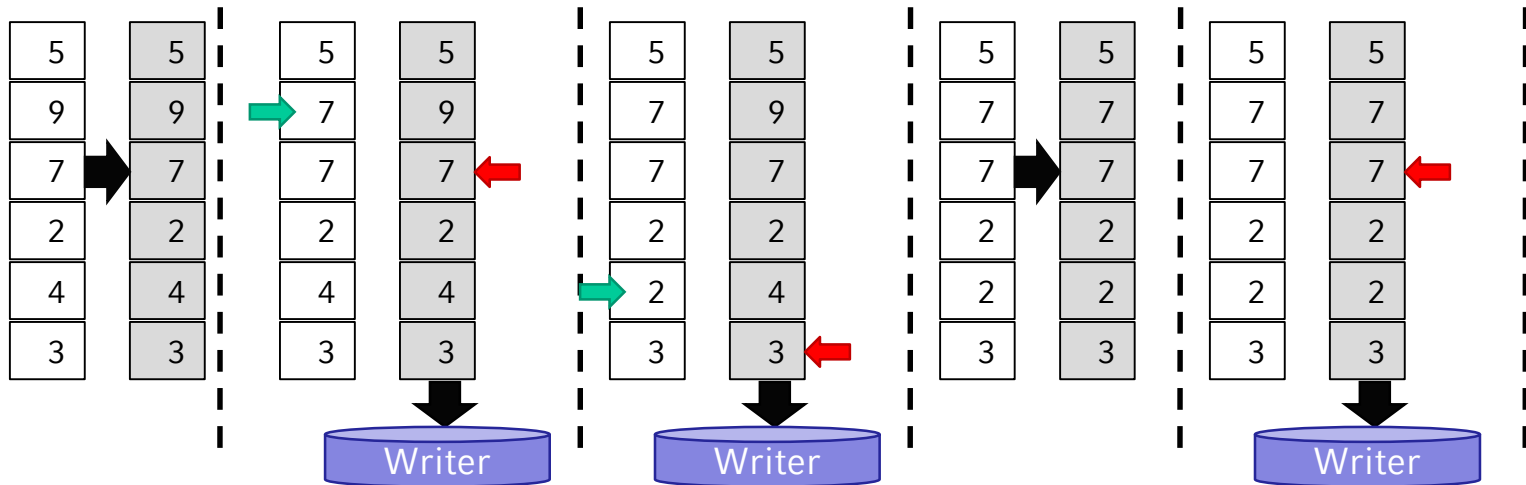 5 5 5 5 5 5 5 5 5 5
9 9 7 9 7 9 7 7 7 7
7 7 7 7 7 7 7 7 7 7
2 2 2 2 2 2 2 2 2 2
4 4 4 4 2 4 2 2 2 2
3 3 3 3 3 3 3 3 3 3
Writer Writer Writer